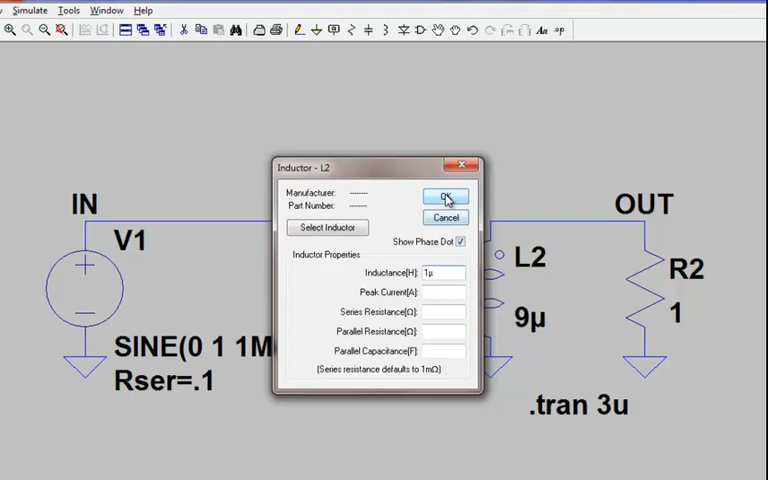 Simulate Tools Window Help
Aa .op
Inductor - L2
Manufacturer: --------
Part Number: --------
OK
Cancel
Select Inductor
Show Phase Dot
Inductor Properties
Inductance[H]: 1µ
Peak Current[A]:
Series Resistance[Ω]:
Parallel Resistance[Ω]:
Parallel Capacitance[F]:
(Series resistance defaults to 1mΩ)
IN
V1
SINE(0 1 1M
Rser=.1
L2
9µ
OUT
R2
1
.tran 3u